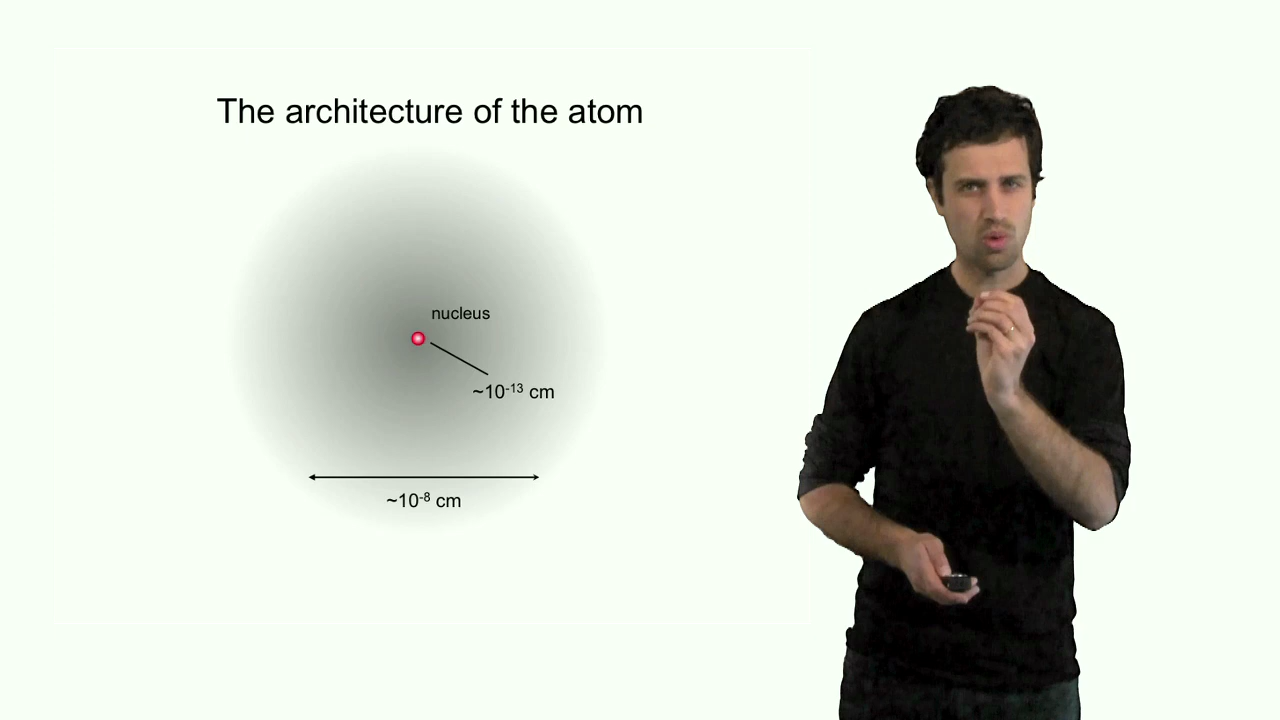 The architecture of the atom
nucleus
~10⁻¹³ cm
~10⁻⁸ cm